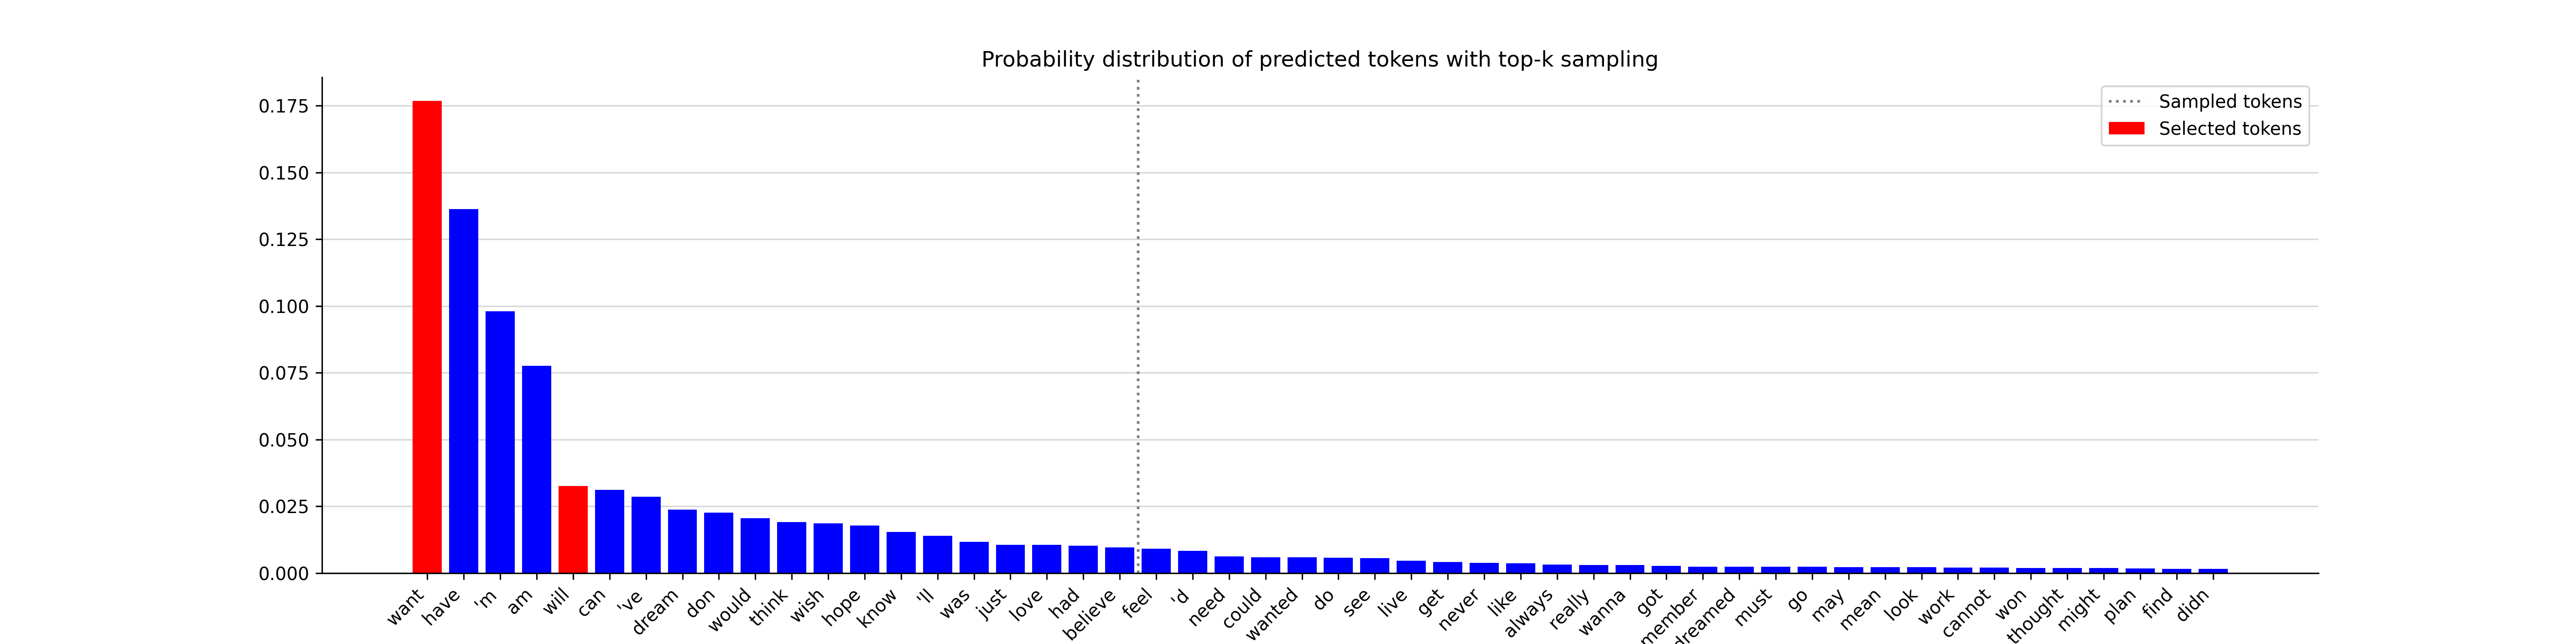 Probability distribution of predicted tokens with top-k sampling
Sampled tokens
Selected tokens
0.175
0.150
0.125
0.100
0.075
0.050
0.025
0.000
want
have
'm
am
will
can
've
dream
don
would
think
wish
hope
know
'll
was
just
love
had
believe
feel
'd
need
could
wanted
do
see
live
get
never
like
always
really
wanna
got
member
dreamed
must
go
may
mean
look
work
cannot
won
thought
might
plan
find
didn